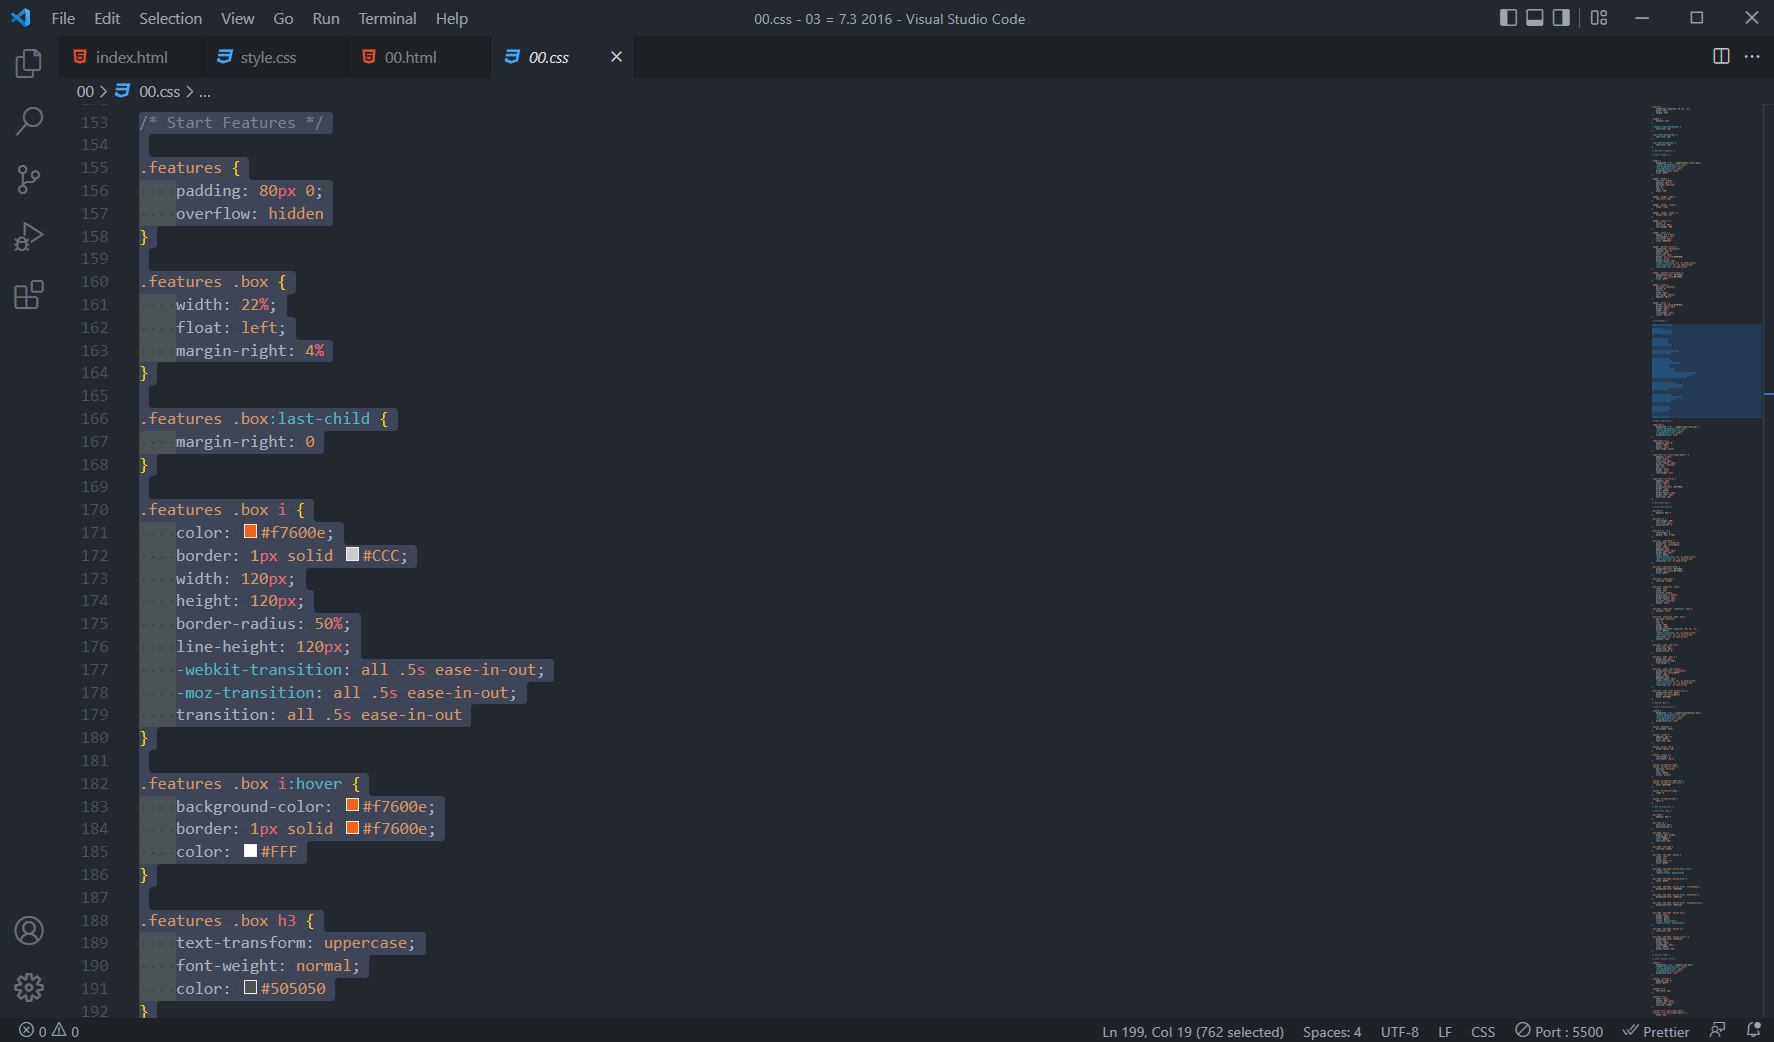 File Edit Selection View Go Run Terminal Help
00.css - 03 = 7.3 2016 - Visual Studio Code
index.html
style.css
00.html
00.css
00 > 00.css > ...
153 /* Start Features */
154
155 .features {
156 padding: 80px 0;
157 overflow: hidden
158 }
159
160 .features .box {
161 width: 22%;
162 float: left;
163 margin-right: 4%
164 }
165
166 .features .box:last-child {
167 margin-right: 0
168 }
169
170 .features .box i {
171 color: #f7600e;
172 border: 1px solid #CCC;
173 width: 120px;
174 height: 120px;
175 border-radius: 50%;
176 line-height: 120px;
177 -webkit-transition: all .5s ease-in-out;
178 -moz-transition: all .5s ease-in-out;
179 transition: all .5s ease-in-out
180 }
181
182 .features .box i:hover {
183 background-color: #f7600e;
184 border: 1px solid #f7600e;
185 color: #FFF
186 }
187
188 .features .box h3 {
189 text-transform: uppercase;
190 font-weight: normal;
191 color: #505050
192 }
0 0
Ln 199, Col 19 (762 selected) Spaces: 4 UTF-8 LF CSS Port : 5500 Prettier